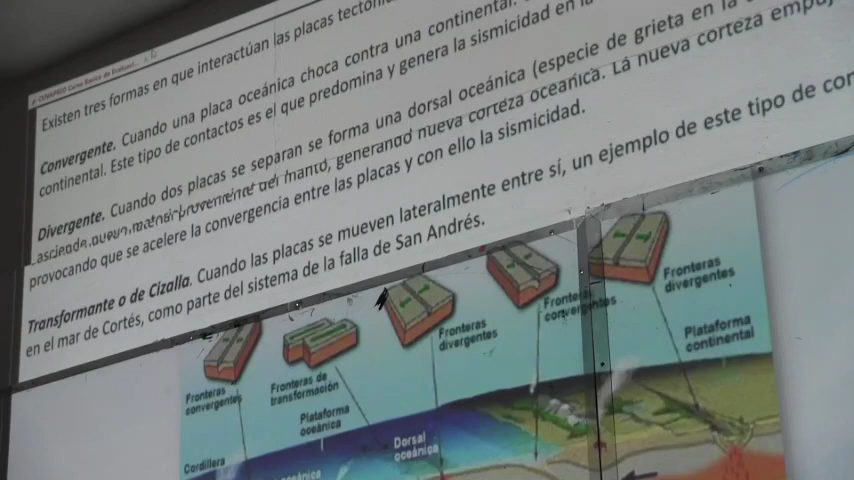 CENAPRED Curso Básico de
Existen tres formas en que interactúan las placas
Convergente. Cuando una placa oceánica choca contra una continental.
continental. Este tipo de contactos es el que predomina y genera la sismicidad en
Divergente. Cuando dos placas se separan se forma una dorsal oceánica (especie de grieta en la
generando nueva corteza oceánica. La nueva corteza
provocando que se acelere la convergencia entre las placas y con ello la sismicidad.
Transformante o de Cizalla. Cuando las placas se mueven lateralmente entre sí, un ejemplo de este tipo de
en el mar de Cortés, como parte del sistema de la falla de San Andrés.
Fronteras
convergentes
Fronteras de
transformación
Fronteras
divergentes
Fronteras
convergentes
Fronteras
divergentes
Plataforma
continental
Plataforma
oceánica
Dorsal
oceánica
Cordillera